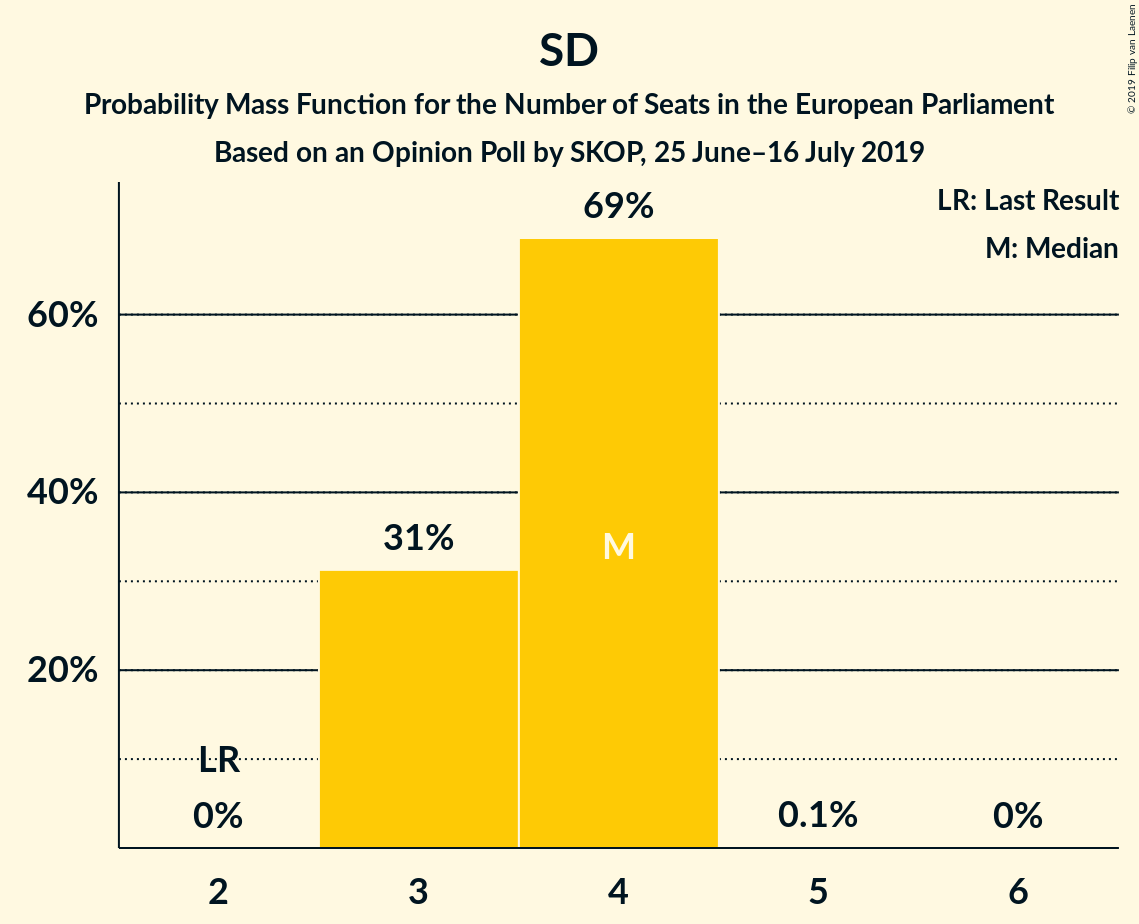 SD
Probability Mass Function for the Number of Seats in the European Parliament
Based on an Opinion Poll by SKOP, 25 June–16 July 2019
© 2019 Filip van Laenen
LR: Last Result
M: Median
69%
60%
40%
31%
M
20%
LR
0%
0.1%
0%
2
3
4
5
6